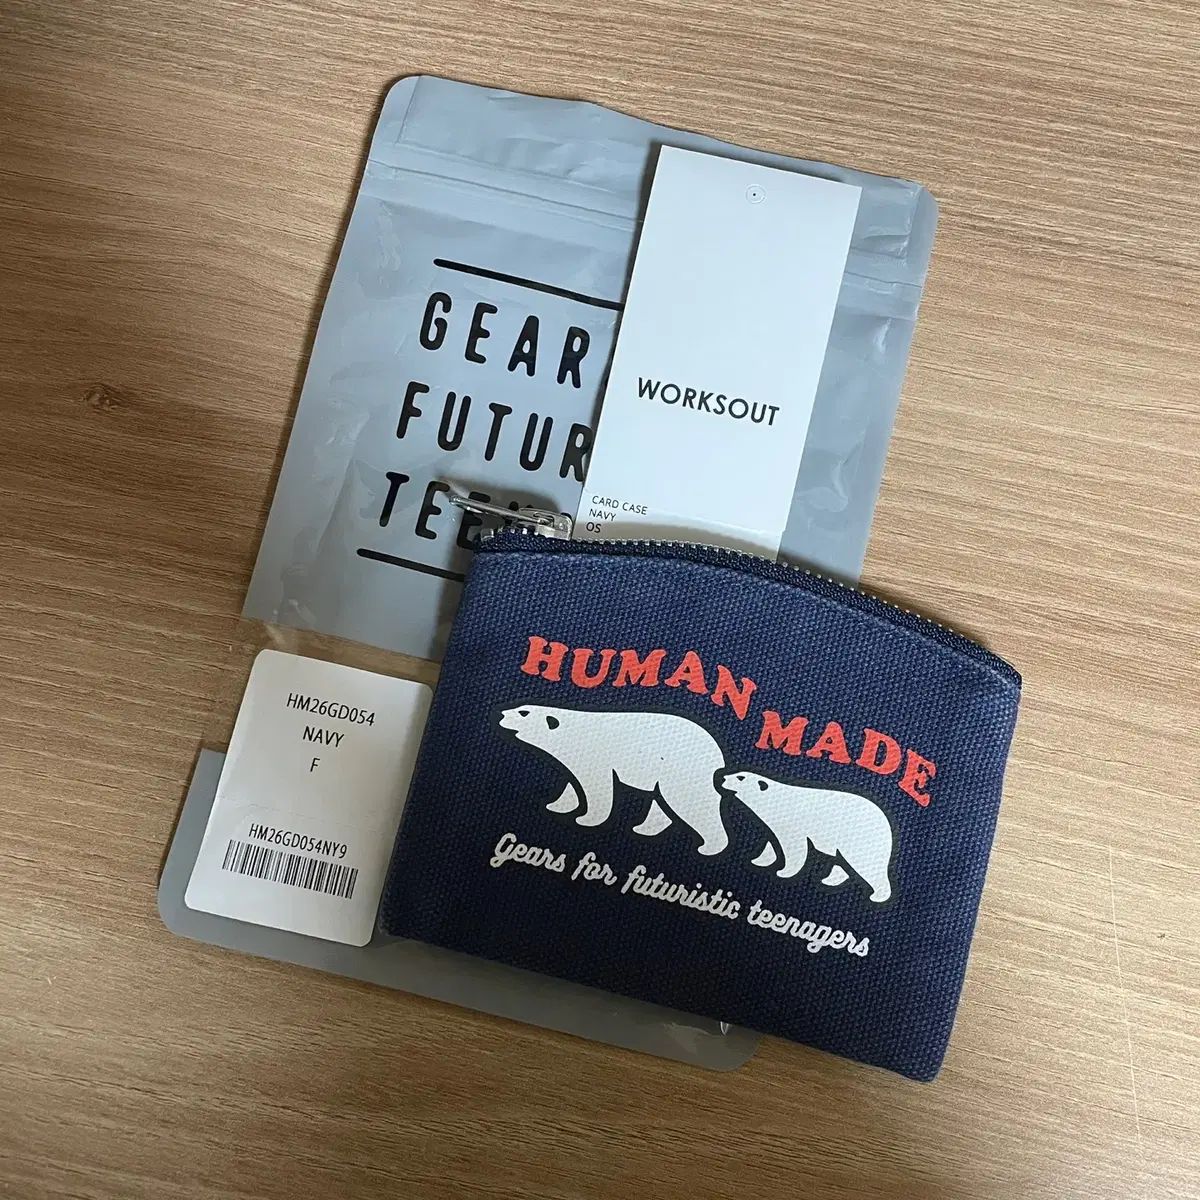 GEAR
FUTUR
TEE
WORKSOUT
CARD CASE
NAVY
OS
HM26GD054
NAVY
F
HM26GD054NY9
HUMAN MADE
Gears for futuristic teenagers